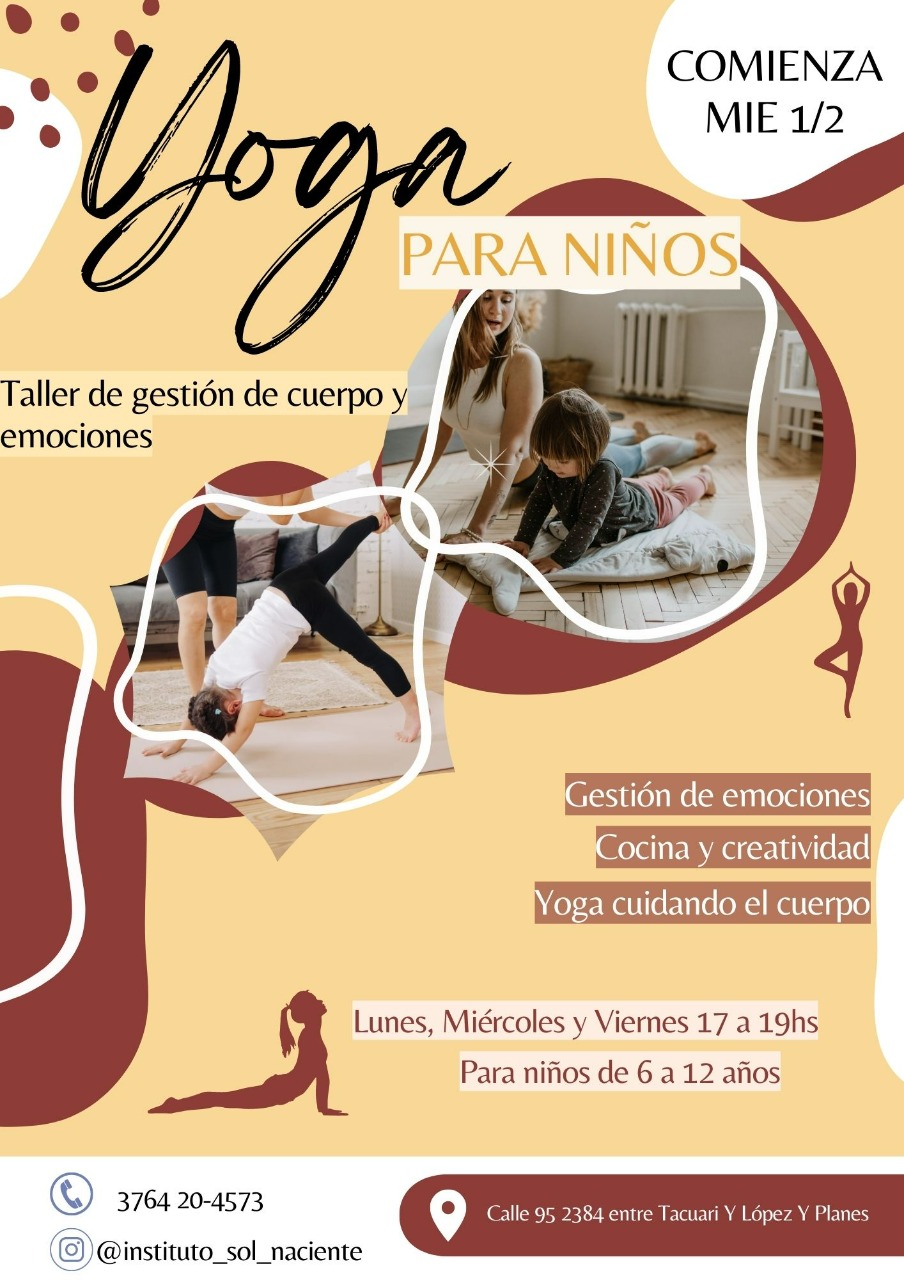 Yoga
COMIENZA
MIE 1/2
PARA NIÑOS
Taller de gestión de cuerpo y
emociones
Gestión de emociones
Cocina y creatividad
Yoga cuidando el cuerpo
Lunes, Miércoles y Viernes 17 a 19hs
Para niños de 6 a 12 años
3764 20-4573
@instituto_sol_naciente
Calle 95 2384 entre Tacuari Y López Y Planes